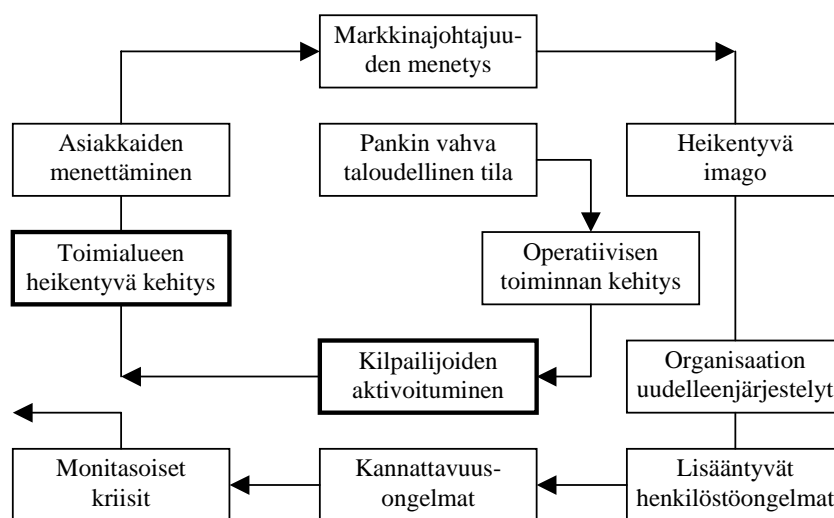 Markkinajohtajuu-
den menetys
Asiakkaiden
menettäminen
Pankin vahva
taloudellinen tila
Heikentyvä
imago
Toimialueen
heikentyvä kehitys
Operatiivisen
toiminnan kehitys
Kilpailijoiden
aktivoituminen
Organisaation
uudelleenjärjestelyt
Monitasoiset
kriisit
Kannattavuus-
ongelmat
Lisääntyvät
henkilöstöongelmat